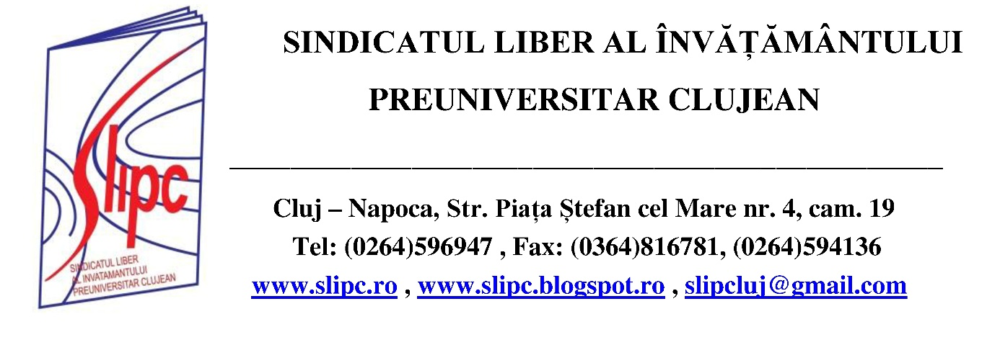 SINDICATUL LIBER AL ÎNVĂȚĂMÂNTULUI
PREUNIVERSITAR CLUJEAN
Cluj – Napoca, Str. Piața Ștefan cel Mare nr. 4, cam. 19
Tel: (0264)596947 , Fax: (0364)816781, (0264)594136
www.slipc.ro , www.slipc.blogspot.ro , slipcluj@gmail.com
slipc
SINDICATUL LIBER
AL INVATAMANTULUI
PREUNIVERSITAR CLUJEAN